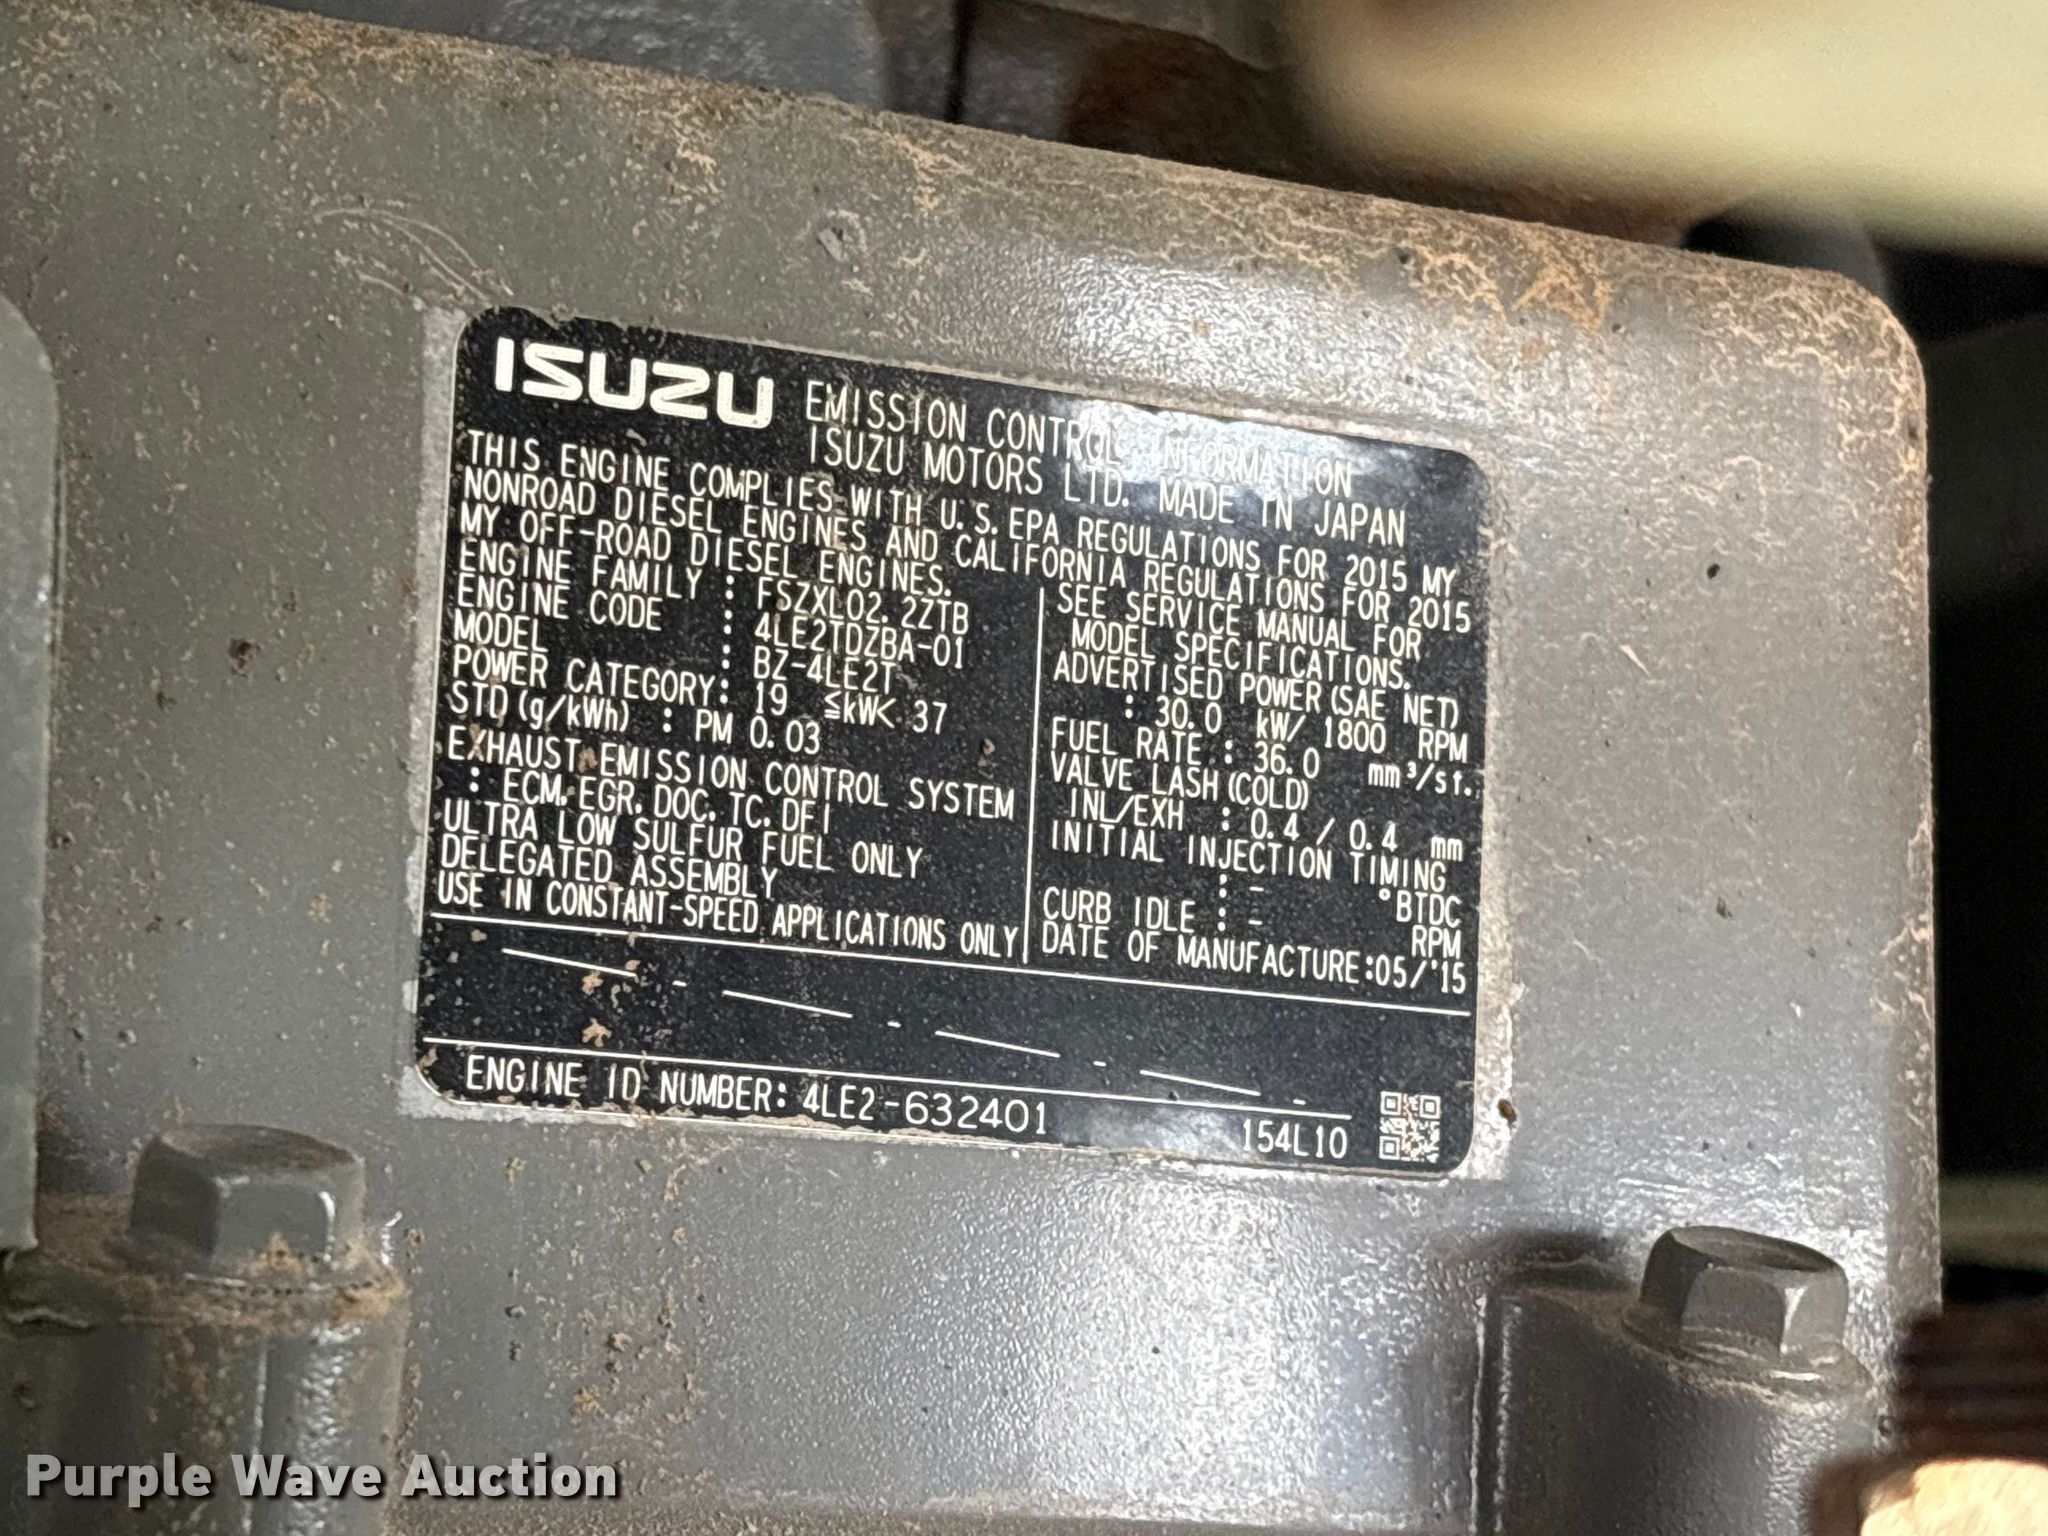 ISUZU EMISSION CONTROL INFORMATION
ISUZU MOTORS LTD. MADE IN JAPAN
THIS ENGINE COMPLIES WITH U.S. EPA REGULATIONS FOR 2015 MY
NONROAD DIESEL ENGINES AND CALIFORNIA REGULATIONS FOR 2015
MY OFF-ROAD DIESEL ENGINES.
ENGINE FAMILY : FSZXL02.2ZTB
ENGINE CODE : 4LE2TDZBA-01
MODEL : BZ-4LE2T
POWER CATEGORY: 19 ≦kW< 37
STD(g/kWh) : PM 0.03
EXHAUST EMISSION CONTROL SYSTEM
: ECM, EGR, DOC, TC, DFI
ULTRA LOW SULFUR FUEL ONLY
DELEGATED ASSEMBLY
USE IN CONSTANT-SPEED APPLICATIONS ONLY
SEE SERVICE MANUAL FOR
MODEL SPECIFICATIONS.
ADVERTISED POWER(SAE NET)
: 30.0 kW/ 1800 RPM
FUEL RATE : 36.0 mm³/st.
VALVE LASH(COLD)
INL/EXH : 0.4 / 0.4 mm
INITIAL INJECTION TIMING
: - °BTDC
CURB IDLE : - RPM
DATE OF MANUFACTURE:05/'15
ENGINE ID NUMBER: 4LE2-632401
154L10
Purple Wave Auction